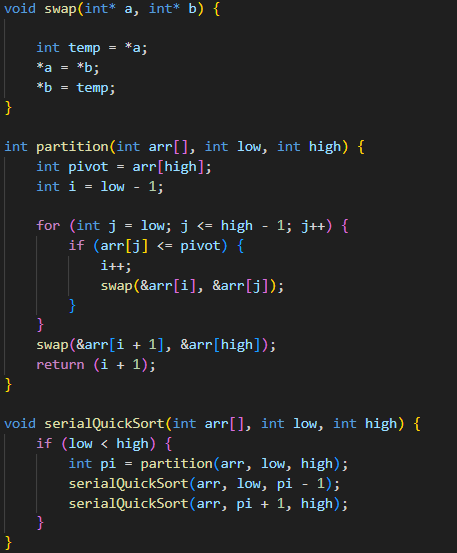 void swap(int* a, int* b) {
    int temp = *a;
    *a = *b;
    *b = temp;
}
int partition(int arr[], int low, int high) {
    int pivot = arr[high];
    int i = low - 1;
    for (int j = low; j <= high - 1; j++) {
        if (arr[j] <= pivot) {
            i++;
            swap(&arr[i], &arr[j]);
        }
    }
    swap(&arr[i + 1], &arr[high]);
    return (i + 1);
}
void serialQuickSort(int arr[], int low, int high) {
    if (low < high) {
        int pi = partition(arr, low, high);
        serialQuickSort(arr, low, pi - 1);
        serialQuickSort(arr, pi + 1, high);
    }
}